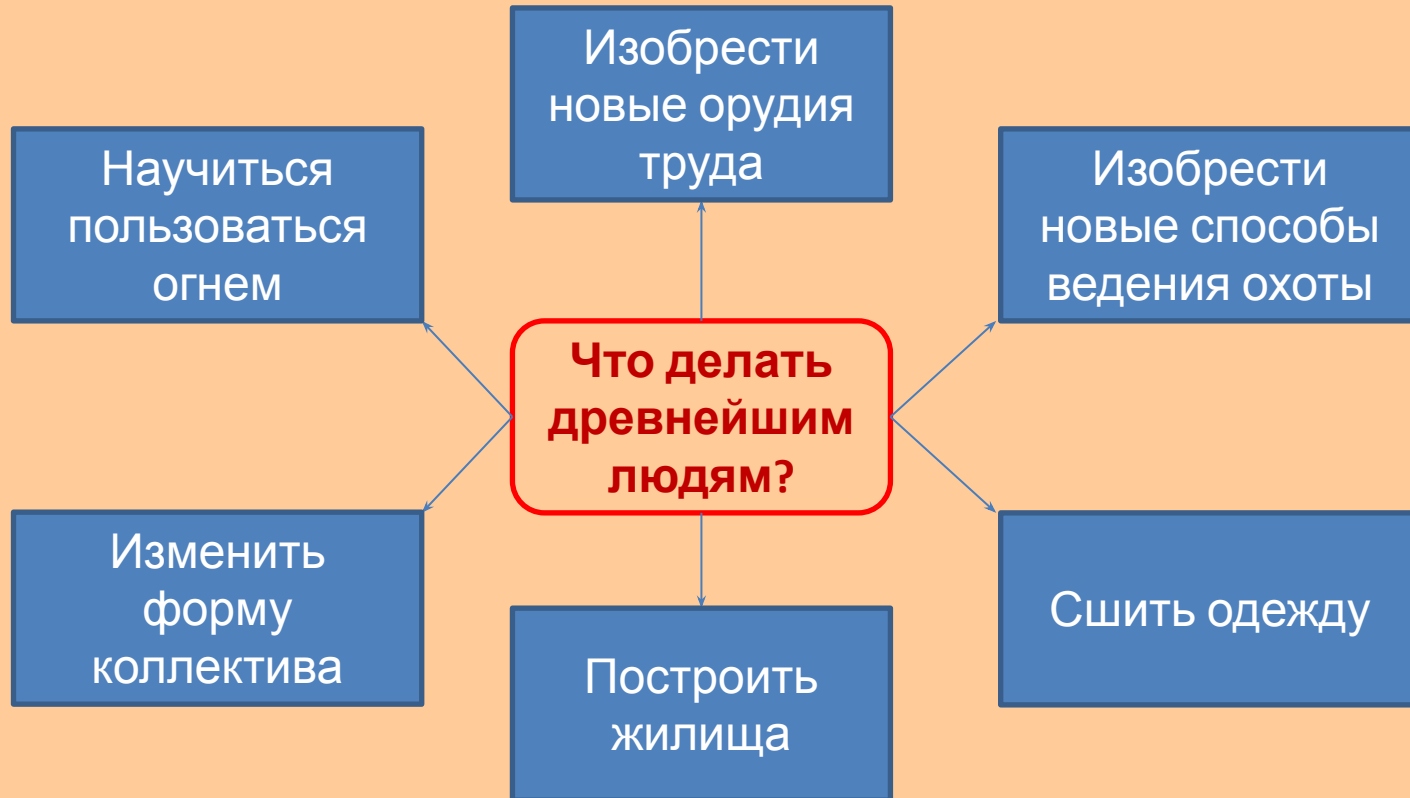 Изобрести
новые орудия
труда
Научиться
пользоваться
огнем
Изобрести
новые способы
ведения охоты
Что делать
древнейшим
людям?
Изменить
форму
коллектива
Сшить одежду
Построить
жилища